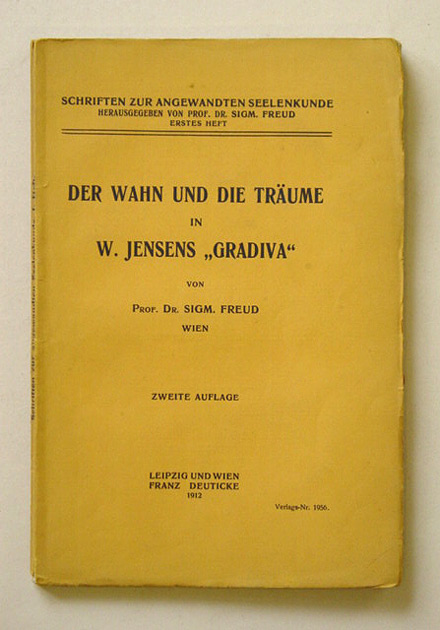 SCHRIFTEN ZUR ANGEWANDTEN SEELENKUNDE
HERAUSGEGEBEN VON PROF. DR. SIGM. FREUD
ERSTES HEFT
DER WAHN UND DIE TRÄUME
IN
W. JENSENS „GRADIVA“
VON
PROF. DR. SIGM. FREUD
WIEN
ZWEITE AUFLAGE
LEIPZIG UND WIEN
FRANZ DEUTICKE
1912
Verlags-Nr. 1956.